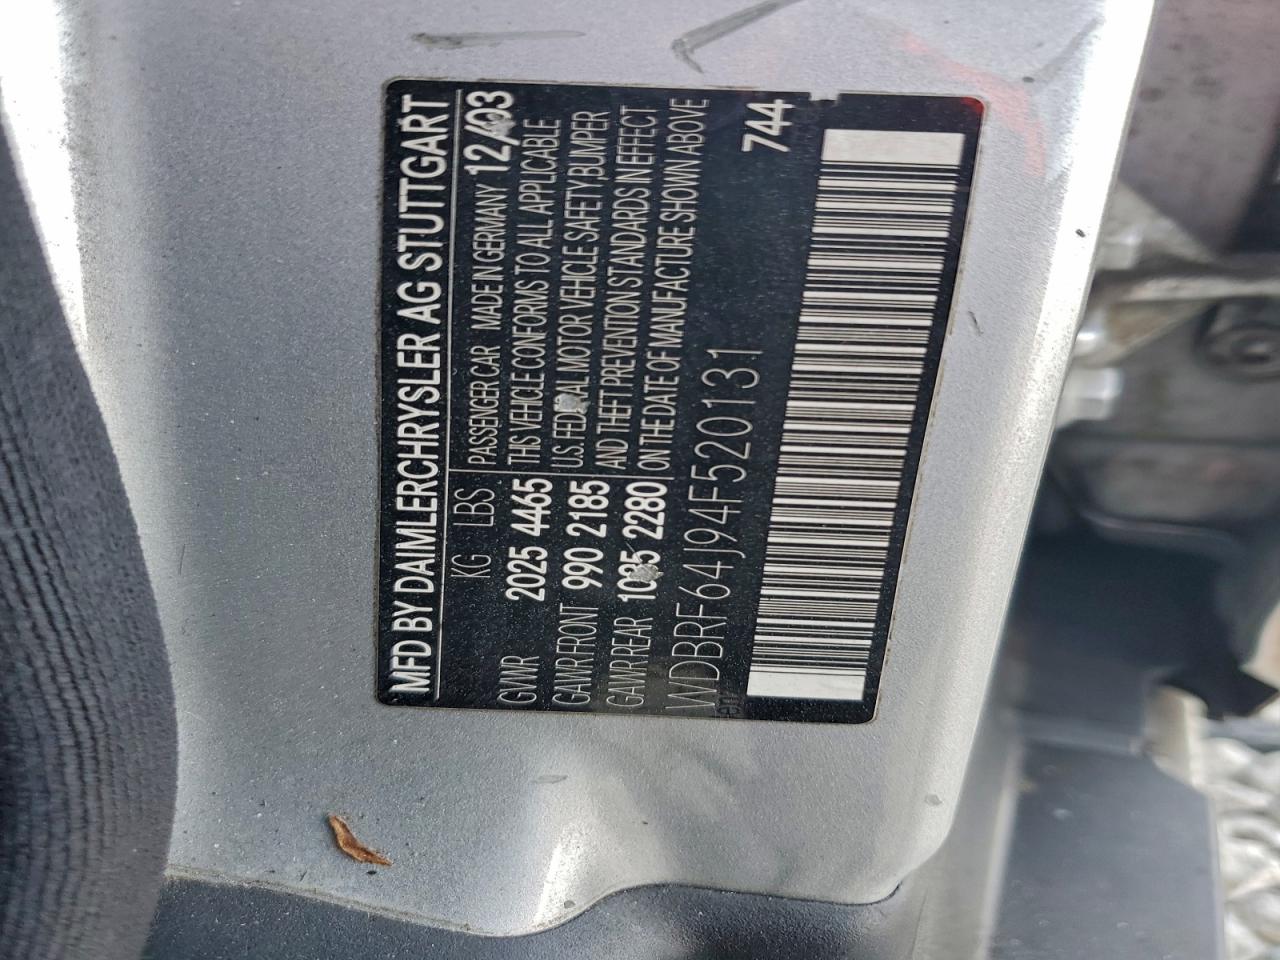 MFD BY DAIMLERCHRYSLER AG STUTTGART
KG LBS
GVWR 2025 4465
GAWR FRONT 990 2185
GAWR REAR 1035 2280
PASSENGER CAR MADE IN GERMANY 12/03
THIS VEHICLE CONFORMS TO ALL APPLICABLE
U.S. FEDERAL MOTOR VEHICLE SAFETY,BUMPER
AND THEFT PREVENTION STANDARDS IN EFFECT
ON THE DATE OF MANUFACTURE SHOWN ABOVE
WDBRF64J94F520131
744